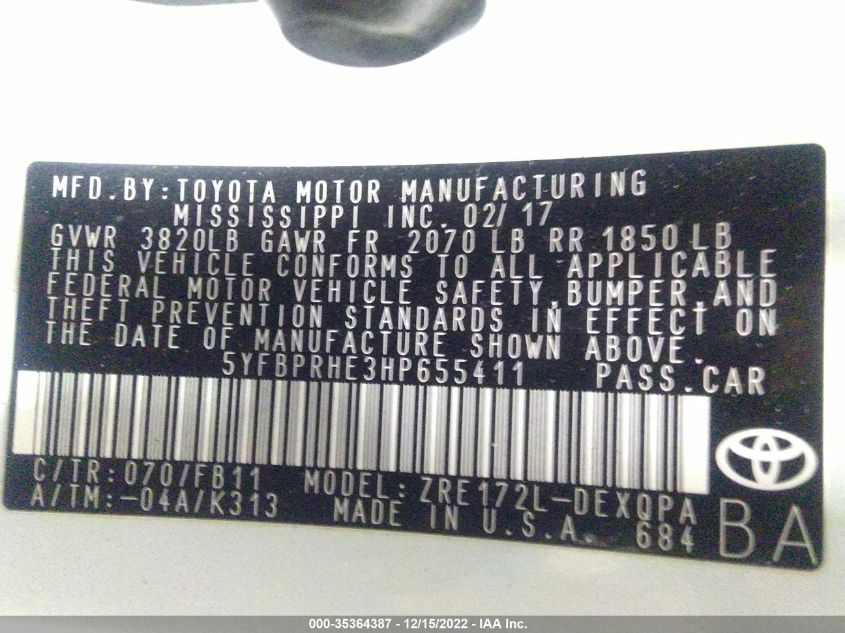 MFD.BY:TOYOTA MOTOR MANUFACTURING
MISSISSIPPI INC. 02/17
GVWR 3820LB GAWR FR 2070 LB RR 1850 LB
THIS VEHICLE CONFORMS TO ALL APPLICABLE
FEDERAL MOTOR VEHICLE SAFETY,BUMPER,AND
THEFT PREVENTION STANDARDS IN EFFECT ON
THE DATE OF MANUFACTURE SHOWN ABOVE.
5YFBPRHE3HP655411 PASS.CAR
C/TR:070/FB11 MODEL:ZRE172L-DEXQPA
A/TM:-04A/K313 MADE IN U.S.A. 684
BA
000-35364387 - 12/15/2022 - IAA Inc.